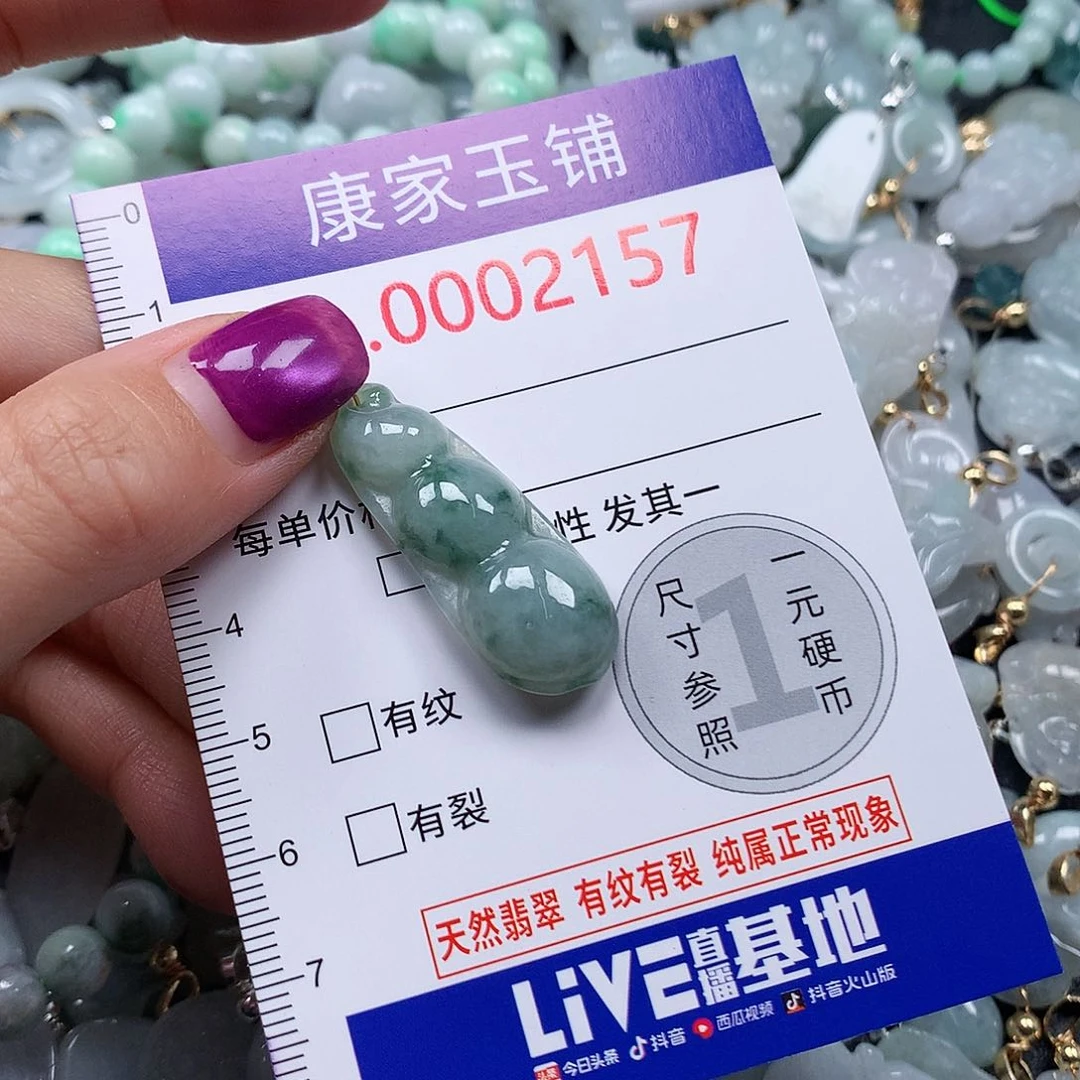 康家玉铺
0
1
.0002157
每单价 性 发其一
4
5
6
7
一元硬币
1
尺寸参照
有纹
有裂
天然翡翠 有纹有裂 纯属正常现象
LiVE直播基地
头条 今日头条 抖音 西瓜视频 抖音火山版